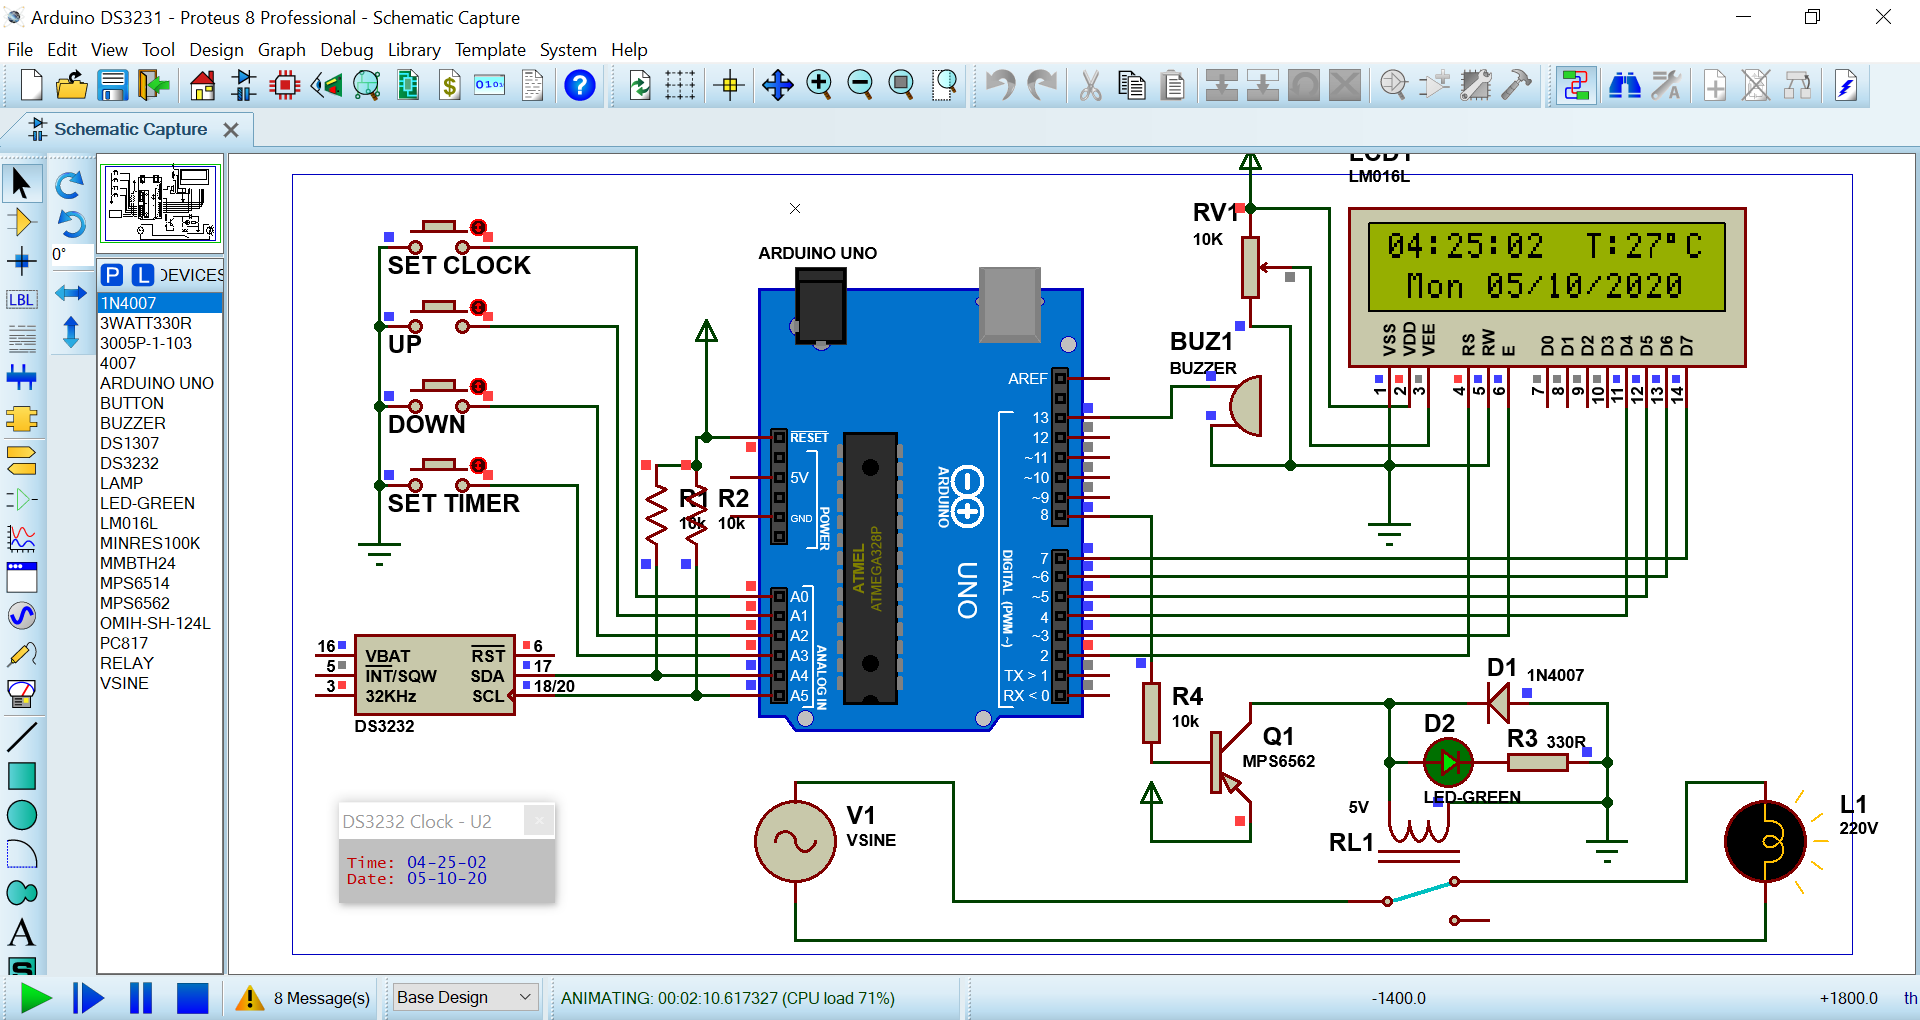 Arduino DS3231 - Proteus 8 Professional - Schematic Capture
File Edit View Tool Design Graph Debug Library Template System Help
Schematic Capture
0°
P L DEVICES
LBL
1N4007
3WATT330R
3005P-1-103
4007
ARDUINO UNO
BUTTON
BUZZER
DS1307
DS3232
LAMP
LED-GREEN
LM016L
MINRES100K
MMBTH24
MPS6514
MPS6562
OMIH-SH-124L
PC817
RELAY
VSINE
SET CLOCK
UP
DOWN
SET TIMER
R1
10k
R2
10k
16 VBAT
5 INT/SQW
3 32KHz
RST 6
SDA 17
SCL 18/20
DS3232
DS3232 Clock - U2
Time: 04-25-02
Date: 05-10-20
ARDUINO UNO
RESET
5V
GND
POWER
A0
A1
A2
A3
A4
A5
ANALOG IN
ATMEL
ATMEGA328P
ARDUINO
UNO
AREF
13
12
~11
~10
~9
8
7
~6
~5
4
~3
2
TX > 1
RX < 0
DIGITAL (PWM ~)
RV1
10K
BUZ1
BUZZER
LCD1
LM016L
04:25:02 T:27°C
Mon 05/10/2020
VSS VDD VEE RS RW E D0 D1 D2 D3 D4 D5 D6 D7
1 2 3 4 5 6 7 8 9 10 11 12 13 14
R4
10k
Q1
MPS6562
D1
1N4007
D2
LED-GREEN
R3 330R
5V
RL1
V1
VSINE
L1
220V
8 Message(s)
Base Design
ANIMATING: 00:02:10.617327 (CPU load 71%)
-1400.0
+1800.0
th